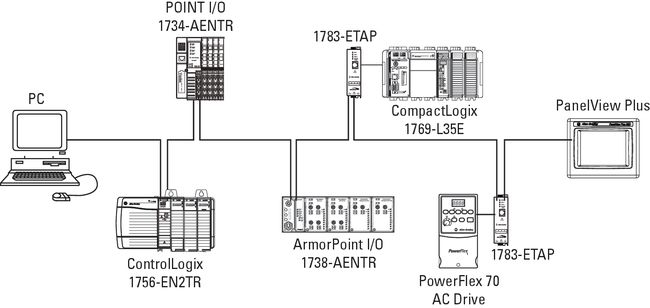 POINT I/O
1734-AENTR
1783-ETAP
PC
CompactLogix
1769-L35E
PanelView Plus
ControlLogix
1756-EN2TR
ArmorPoint I/O
1738-AENTR
PowerFlex
1783-ETAP
PowerFlex 70
AC Drive